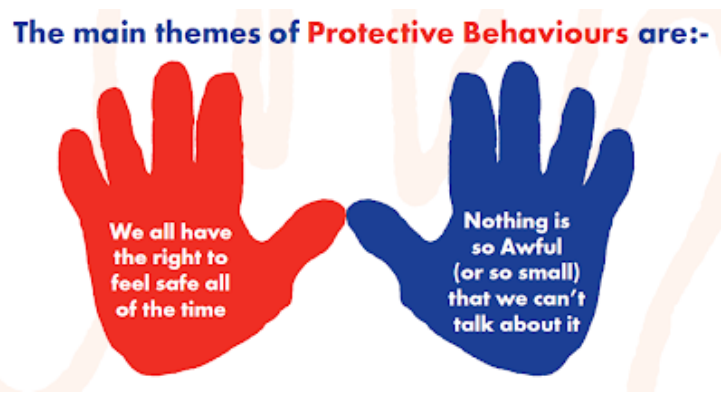 The main themes of Protective Behaviours are:-
We all have
the right to
feel safe all
of the time
Nothing is
so Awful
(or so small)
that we can't
talk about it